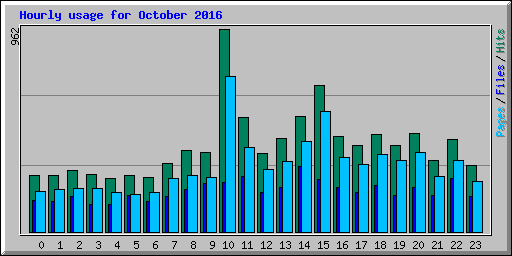 Hourly usage for October 2016
962
Pages / Files / Hits
0 1 2 3 4 5 6 7 8 9 10 11 12 13 14 15 16 17 18 19 20 21 22 23